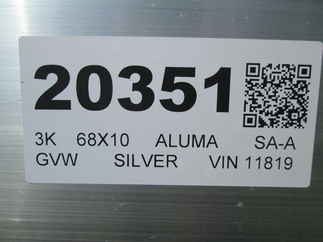 20351
3K 68X10 ALUMA SA-A
GVW SILVER VIN 11819